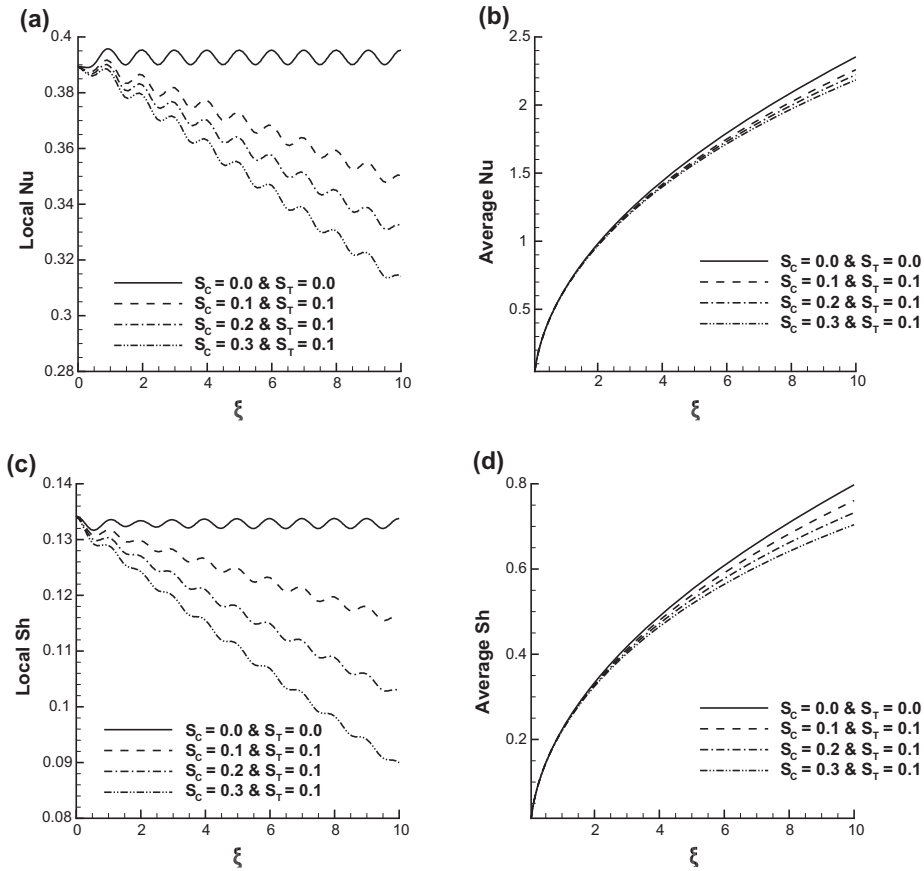 (a)
0.4
0.38
0.36
0.34
0.32
0.3
0.28
Local Nu
S_C = 0.0 & S_T = 0.0
S_C = 0.1 & S_T = 0.1
S_C = 0.2 & S_T = 0.1
S_C = 0.3 & S_T = 0.1
0 2 4 6 8 10
ξ
(b)
2.5
2
1.5
1
0.5
Average Nu
S_C = 0.0 & S_T = 0.0
S_C = 0.1 & S_T = 0.1
S_C = 0.2 & S_T = 0.1
S_C = 0.3 & S_T = 0.1
2 4 6 8 10
ξ
(c)
0.14
0.13
0.12
0.11
0.1
0.09
0.08
Local Sh
S_C = 0.0 & S_T = 0.0
S_C = 0.1 & S_T = 0.1
S_C = 0.2 & S_T = 0.1
S_C = 0.3 & S_T = 0.1
0 2 4 6 8 10
ξ
(d)
0.8
0.6
0.4
0.2
Average Sh
S_C = 0.0 & S_T = 0.0
S_C = 0.1 & S_T = 0.1
S_C = 0.2 & S_T = 0.1
S_C = 0.3 & S_T = 0.1
2 4 6 8 10
ξ